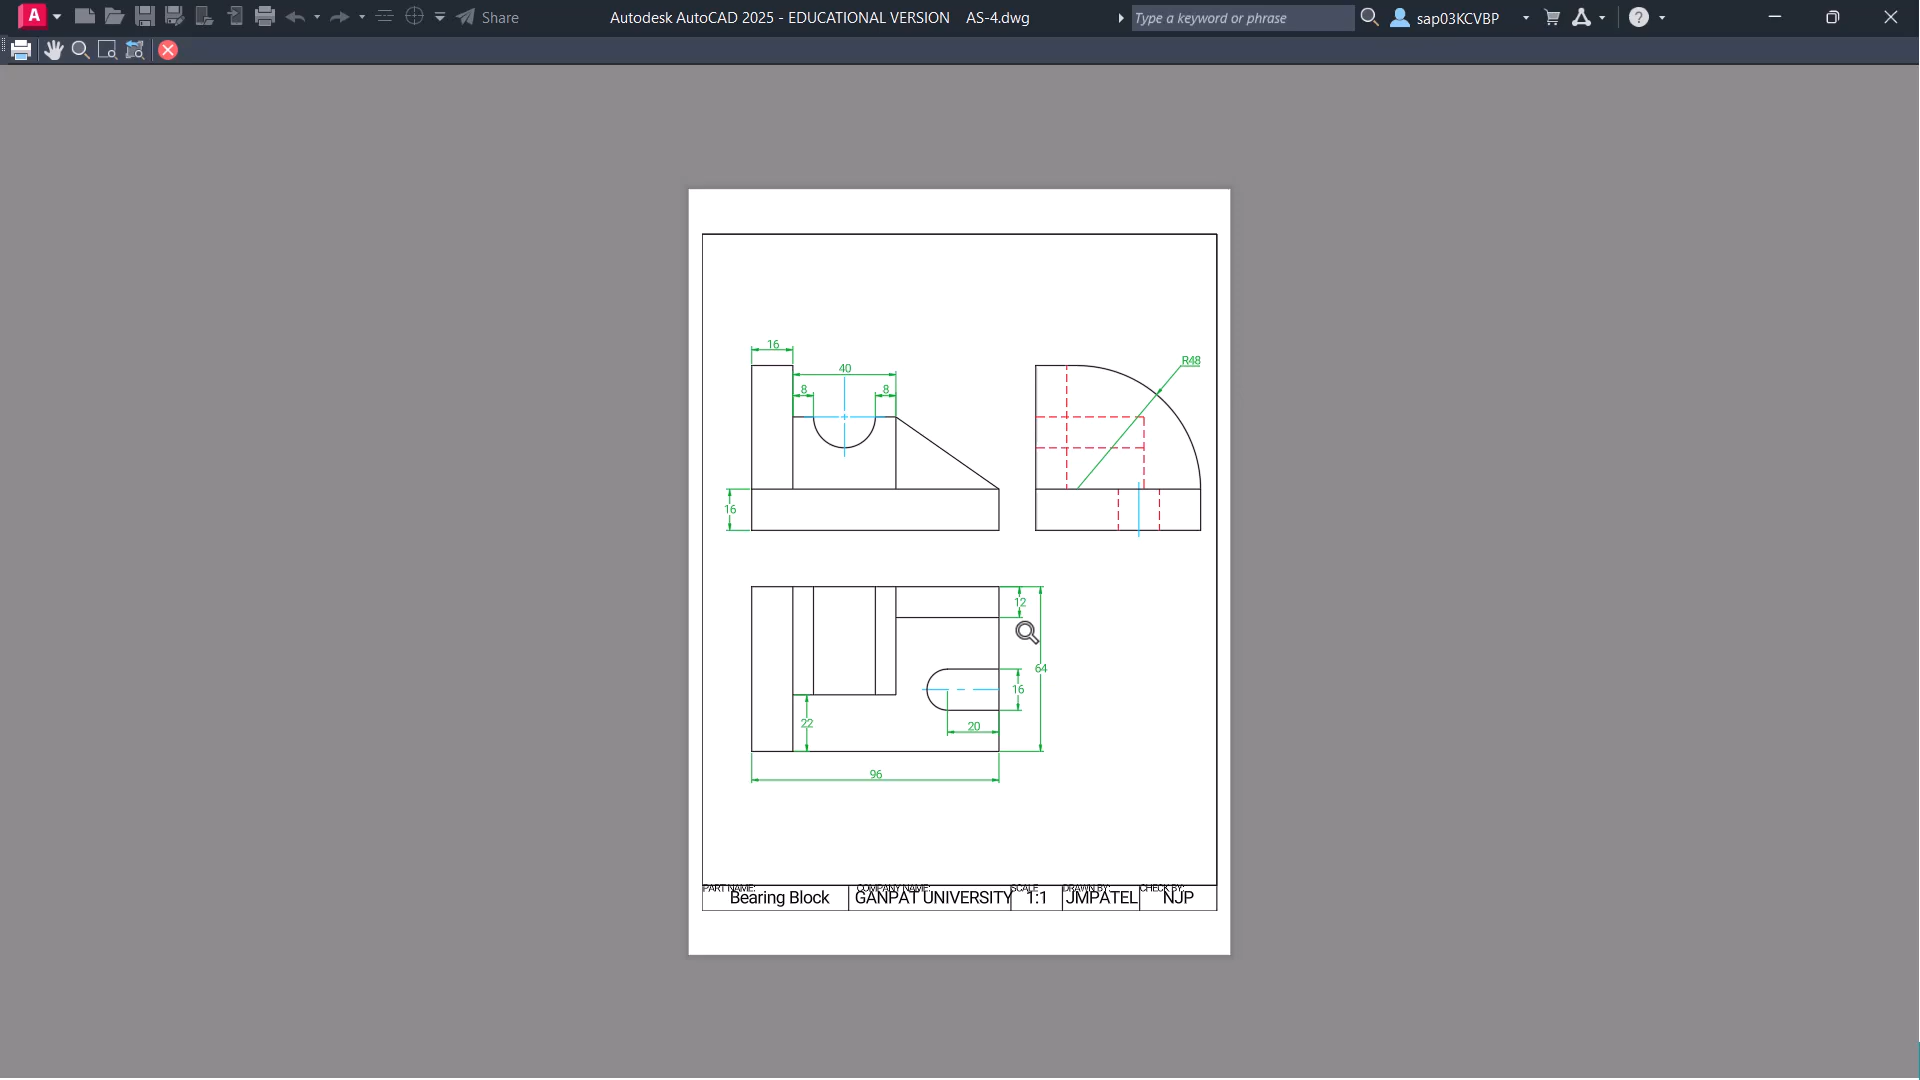 A
Share
Autodesk AutoCAD 2025 - EDUCATIONAL VERSION AS-4.dwg
Type a keyword or phrase
sap03KCVBP
?
16
40
8 8
R48
16
12
64
16
22
20
96
PART NAME: COMPANY NAME: SCALE DRAWN BY: CHECK BY:
Bearing Block GANPAT UNIVERSITY 1:1 JMPATEL NJP